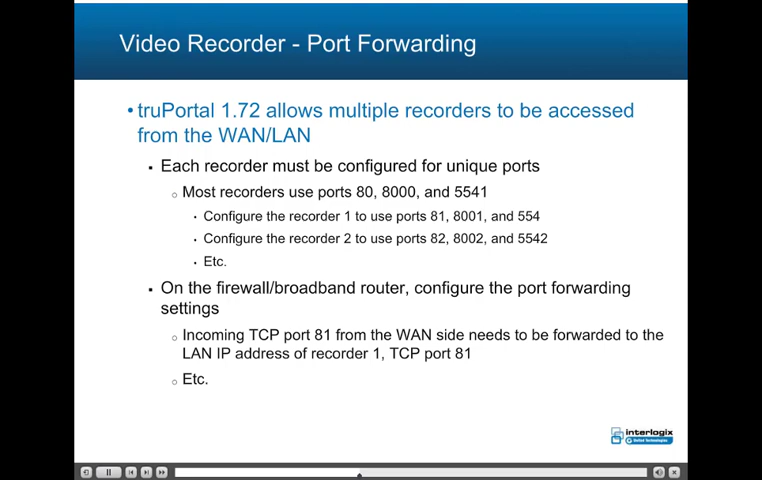 Video Recorder - Port Forwarding
• truPortal 1.72 allows multiple recorders to be accessed
from the WAN/LAN
▪ Each recorder must be configured for unique ports
○ Most recorders use ports 80, 8000, and 5541
• Configure the recorder 1 to use ports 81, 8001, and 554
• Configure the recorder 2 to use ports 82, 8002, and 5542
• Etc.
▪ On the firewall/broadband router, configure the port forwarding
settings
○ Incoming TCP port 81 from the WAN side needs to be forwarded to the
LAN IP address of recorder 1, TCP port 81
○ Etc.
interlogix
United Technologies